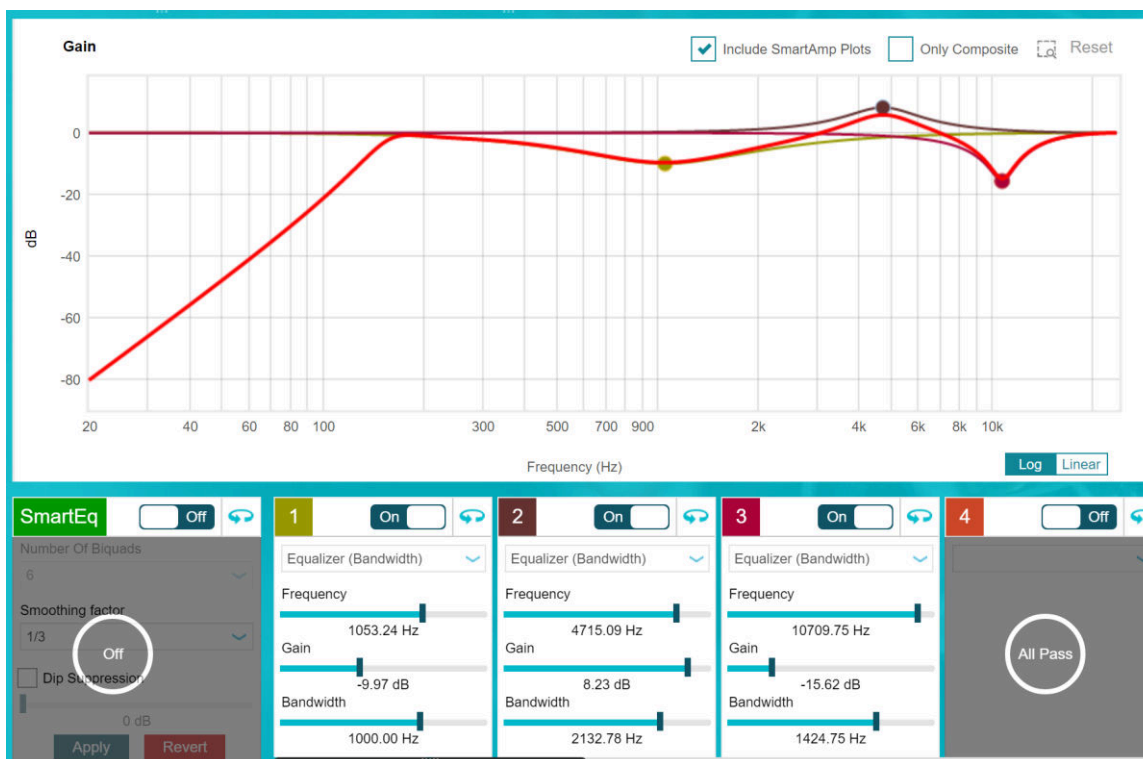 Gain
Include SmartAmp Plots
Only Composite
Reset
0
-20
-40
-60
-80
dB
20 40 60 80 100 300 500 700 900 2k 4k 6k 8k 10k
Frequency (Hz)
Log Linear
SmartEq Off
Number Of Biquads
6
Smoothing factor
1/3
Off
Dip Suppression
0 dB
Apply Revert
1 On
Equalizer (Bandwidth)
Frequency
1053.24 Hz
Gain
-9.97 dB
Bandwidth
1000.00 Hz
2 On
Equalizer (Bandwidth)
Frequency
4715.09 Hz
Gain
8.23 dB
Bandwidth
2132.78 Hz
3 On
Equalizer (Bandwidth)
Frequency
10709.75 Hz
Gain
-15.62 dB
Bandwidth
1424.75 Hz
4 Off
All Pass